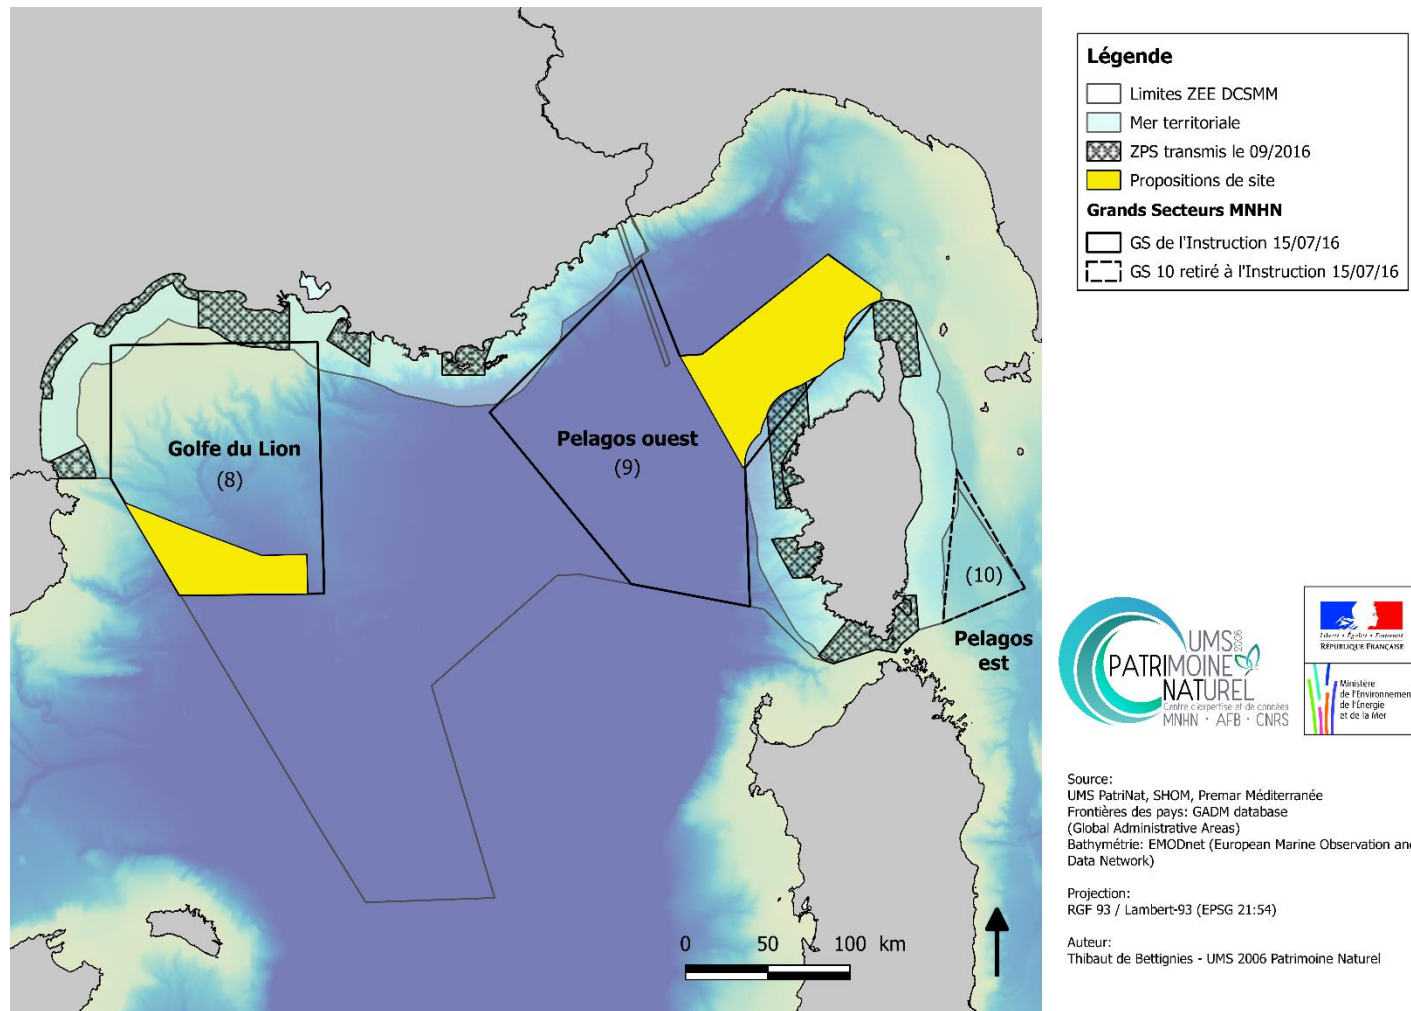 Légende
Limites ZEE DCSMM
Mer territoriale
ZPS transmis le 09/2016
Propositions de site
Grands Secteurs MNHN
GS de l'Instruction 15/07/16
GS 10 retiré à l'Instruction 15/07/16
Golfe du Lion
(8)
Pelagos ouest
(9)
(10)
Pelagos
est
0 50 100 km
UMS
2006
PATRIMOINE
NATUREL
Centre d'expertise et de données
MNHN · AFB · CNRS
Liberté • Égalité • Fraternité
RÉPUBLIQUE FRANÇAISE
Ministère
de l'Environnemen
de l'Énergie
et de la Mer
Source:
UMS PatriNat, SHOM, Premar Méditerranée
Frontières des pays: GADM database
(Global Administrative Areas)
Bathymétrie: EMODnet (European Marine Observation and
Data Network)
Projection:
RGF 93 / Lambert-93 (EPSG 21:54)
Auteur:
Thibaut de Bettignies - UMS 2006 Patrimoine Naturel